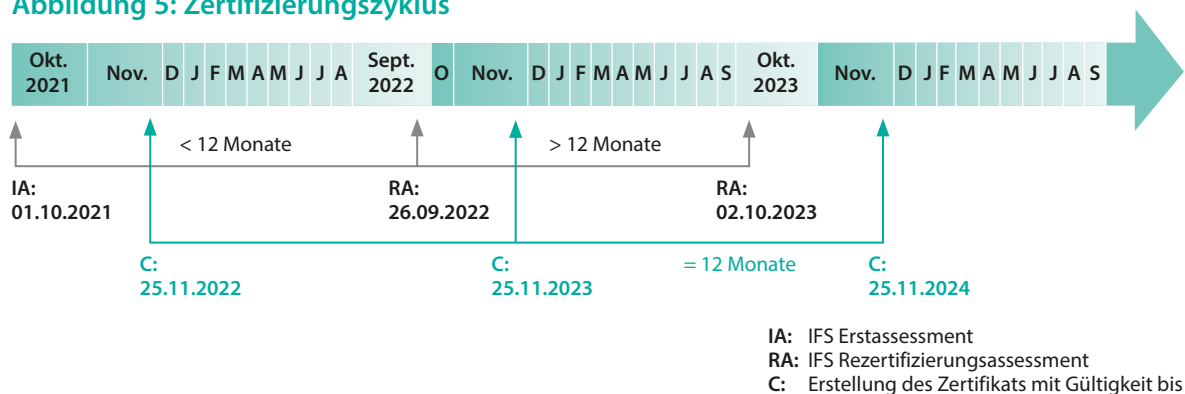 Abbildung 5: Zertifizierungszyklus
Okt. 2021 Nov. D J F M A M J J A Sept. 2022 O Nov. D J F M A M J J A S Okt. 2023 Nov. D J F M A M J J A S
< 12 Monate > 12 Monate
IA: RA: RA:
01.10.2021 26.09.2022 02.10.2023
C: C: = 12 Monate C:
25.11.2022 25.11.2023 25.11.2024
IA: IFS Erstassessment
RA: IFS Rezertifizierungsassessment
C: Erstellung des Zertifikats mit Gültigkeit bis